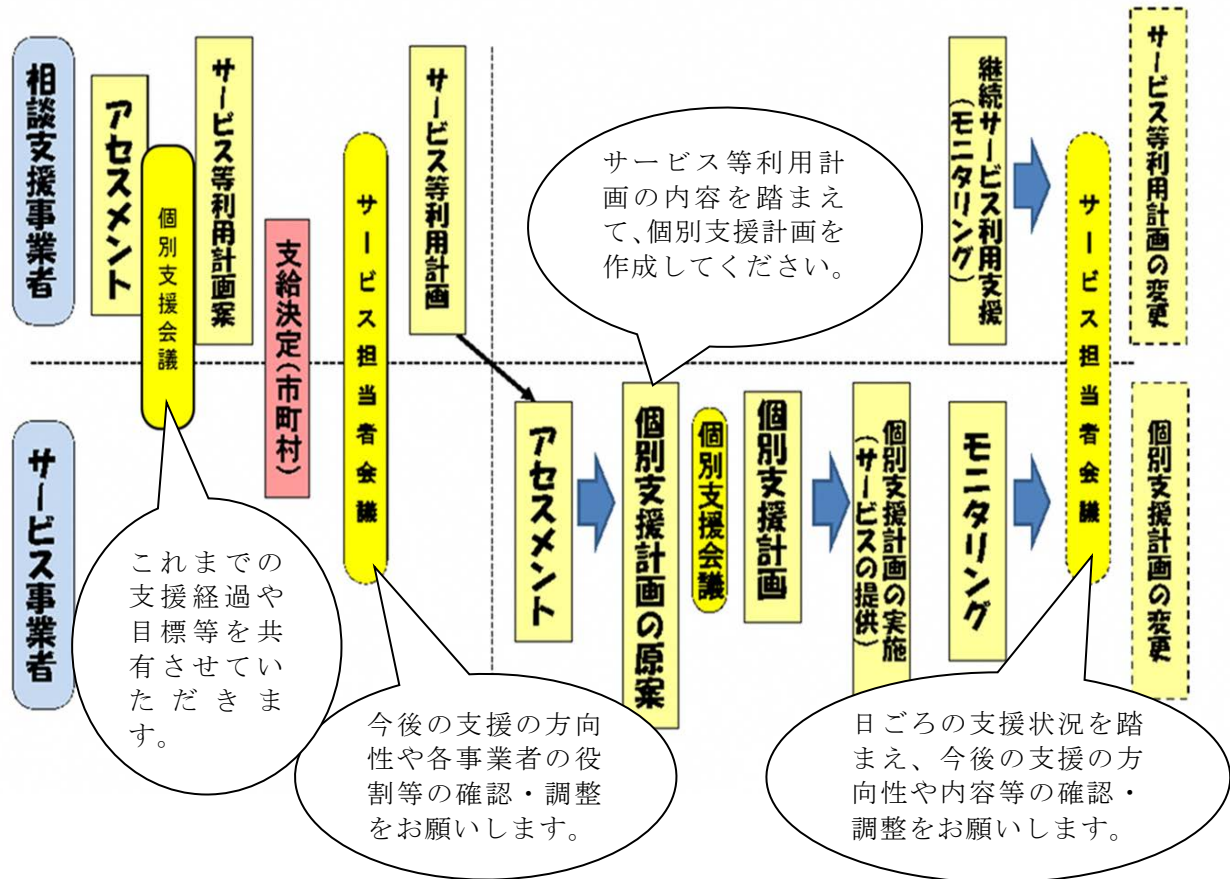 相談支援事業者
アセスメント
個別支援会議
サービス等利用計画案
支給決定(市町村)
サービス担当者会議
サービス等利用計画
サービス等利用計
画の内容を踏まえ
て、個別支援計画を
作成してください。
継続サービス利用支援
(モニタリング)
サービス担当者会議
サービス等利用計画の変更
サービス事業者
アセスメント
個別支援計画の原案
個別支援会議
個別支援計画
個別支援計画の実施
(サービスの提供)
モニタリング
個別支援計画の変更
これまでの
支援経過や
目標等を共
有させてい
ただきま
す。
今後の支援の方向
性や各事業者の役
割等の確認・調整
をお願いします。
日ごろの支援状況を踏
まえ、今後の支援の方
向性や内容等の確認・
調整をお願いします。